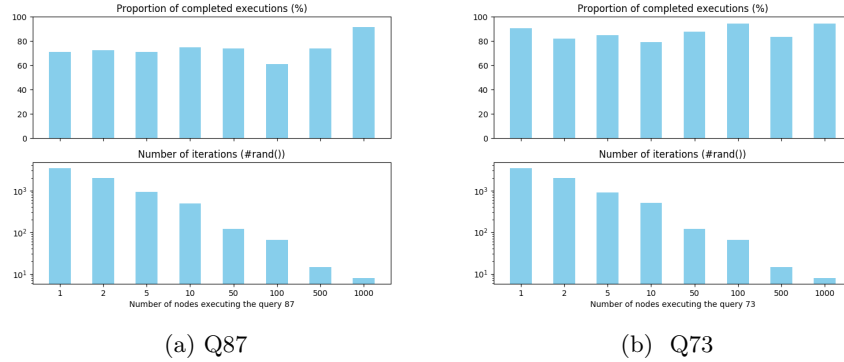 Proportion of completed executions (%)
100
80
60
40
20
0
Number of iterations (#rand())
10³
10²
10¹
1 2 5 10 50 100 500 1000
Number of nodes executing the query 87
(a) Q87
Proportion of completed executions (%)
100
80
60
40
20
0
Number of iterations (#rand())
10³
10²
10¹
1 2 5 10 50 100 500 1000
Number of nodes executing the query 73
(b) Q73